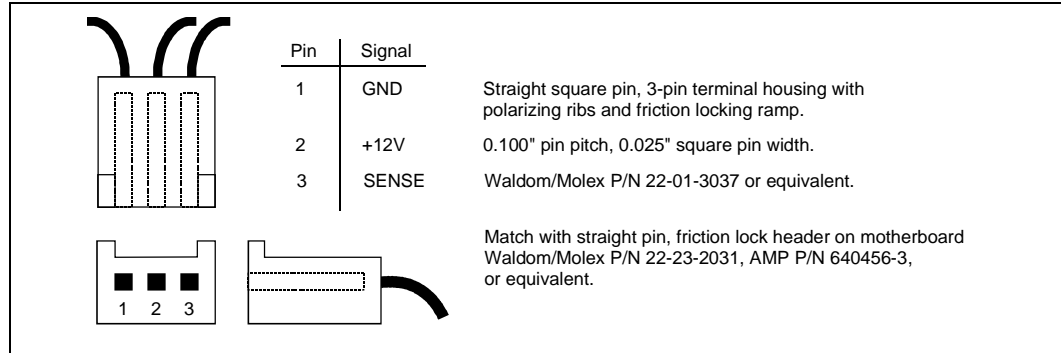 Pin Signal
1 GND Straight square pin, 3-pin terminal housing with
polarizing ribs and friction locking ramp.
2 +12V 0.100" pin pitch, 0.025" square pin width.
3 SENSE Waldom/Molex P/N 22-01-3037 or equivalent.
Match with straight pin, friction lock header on motherboard
Waldom/Molex P/N 22-23-2031, AMP P/N 640456-3,
or equivalent.
1 2 3